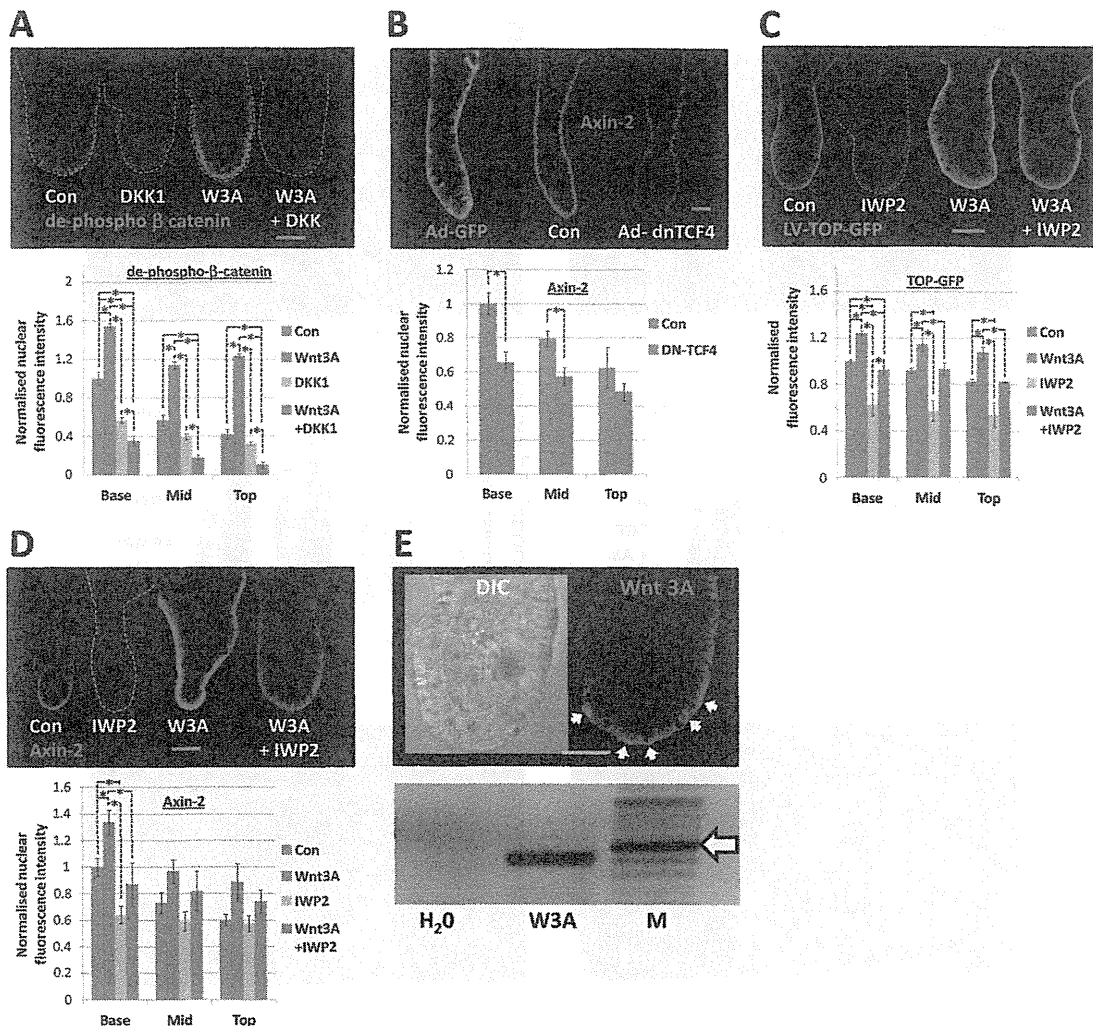 A
Con
DKK1
W3A
W3A
+ DKK
de-phospho β catenin
de-phospho-β-catenin
Normalised nuclear
fluorescence intensity
2
1.6
1.2
0.8
0.4
0
Base
Mid
Top
Con
Wnt3A
DKK1
Wnt3A
+DKK1
B
Axin-2
Ad-GFP
Con
Ad- dnTCF4
Axin-2
Normalised nuclear
fluorescence intensity
1.2
1
0.8
0.6
0.4
0.2
0
Base
Mid
Top
Con
DN-TCF4
C
Con
IWP2
W3A
W3A
+ IWP2
LV-TOP-GFP
TOP-GFP
Normalised
fluorescence intensity
1.6
1.2
0.8
0.4
0
Base
Mid
Top
Con
Wnt3A
IWP2
Wnt3A
+IWP2
D
Con
IWP2
W3A
W3A
+ IWP2
Axin-2
Axin-2
Normalised nuclear
fluorescence intensity
1.6
1.4
1.2
1
0.8
0.6
0.4
0.2
0
Base
Mid
Top
Con
Wnt3A
IWP2
Wnt3A
+IWP2
E
DIC
Wnt 3A
H20
W3A
M